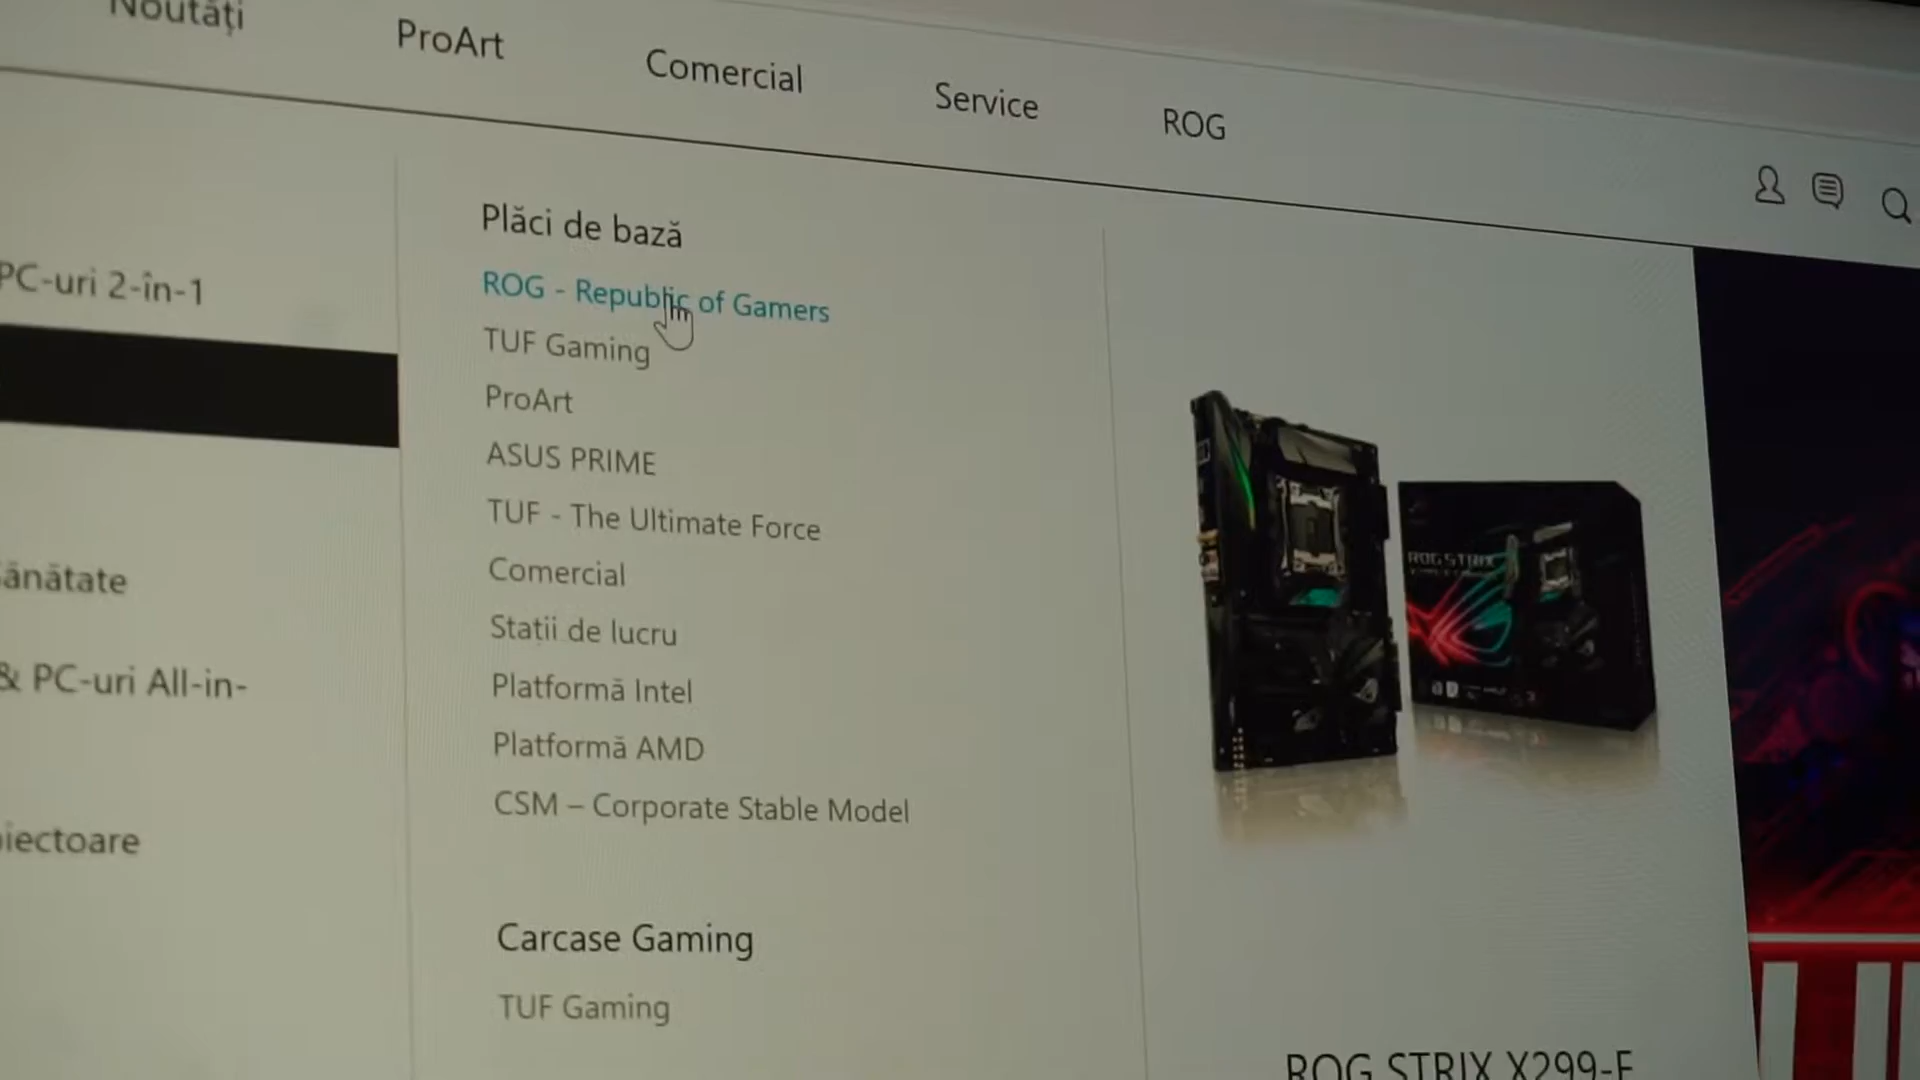 Noutăți
ProArt
Comercial
Service
ROG
PC-uri 2-în-1
ănătate
& PC-uri All-in-
iectoare
Plăci de bază
ROG - Republic of Gamers
TUF Gaming
ProArt
ASUS PRIME
TUF - The Ultimate Force
Comercial
Stații de lucru
Platformă Intel
Platformă AMD
CSM – Corporate Stable Model
Carcase Gaming
TUF Gaming
ROG STRIX
ROG STRIX X299-E